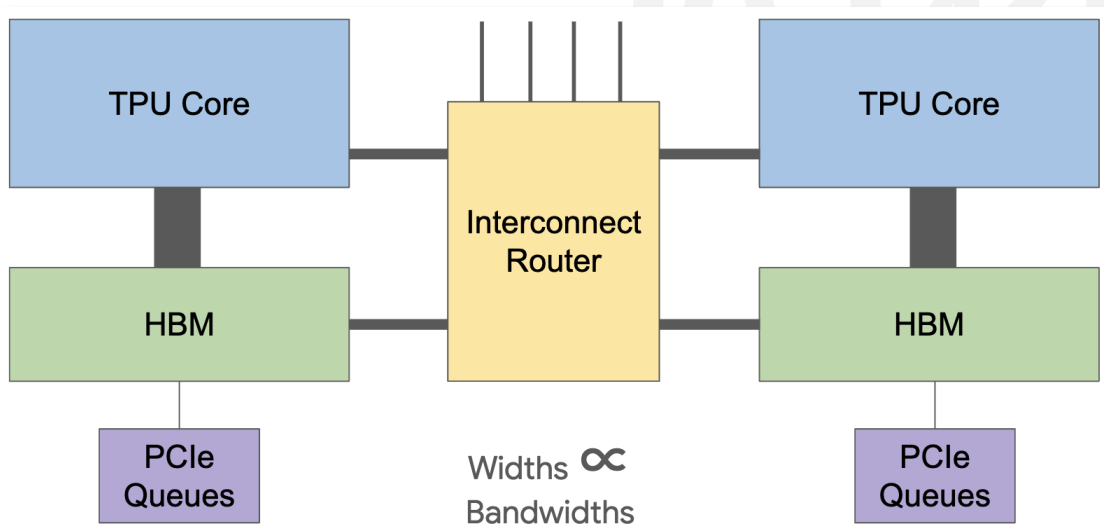 TPU Core
TPU Core
Interconnect
Router
HBM
HBM
PCIe
Queues
PCIe
Queues
Widths ∝
Bandwidths